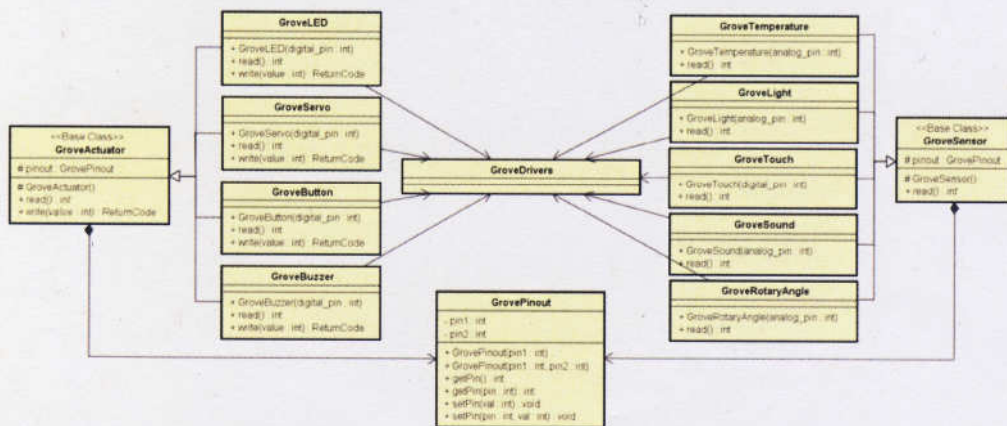 GroveLED
+ GroveLED(digital_pin : int)
+ read() : int
+ write(value : int) : ReturnCode
GroveServo
+ GroveServo(digital_pin : int)
+ read() : int
+ write(value : int) : ReturnCode
GroveButton
+ GroveButton(digital_pin : int)
+ read() : int
+ write(value : int) : ReturnCode
GroveBuzzer
+ GroveBuzzer(digital_pin : int)
+ read() : int
+ write(value : int) : ReturnCode
<<Base Class>>
GroveActuator
# pinout : GrovePinout
# GroveActuator()
+ read() : int
+ write(value : int) : ReturnCode
GroveDrivers
GroveTemperature
+ GroveTemperature(analog_pin : int)
+ read() : int
GroveLight
+ GroveLight(analog_pin : int)
+ read() : int
GroveTouch
+ GroveTouch(digital_pin : int)
+ read() : int
GroveSound
+ GroveSound(analog_pin : int)
+ read() : int
GroveRotaryAngle
+ GroveRotaryAngle(analog_pin : int)
+ read() : int
<<Base Class>>
GroveSensor
# pinout : GrovePinout
# GroveSensor()
+ read() : int
GrovePinout
- pin1 : int
- pin2 : int
+ GrovePinout(pin1 : int)
+ GrovePinout(pin1 : int, pin2 : int)
+ getPin() : int
+ getPin(pin : int) : int
+ setPin(val : int) : void
+ setPin(pin : int, val : int) : void